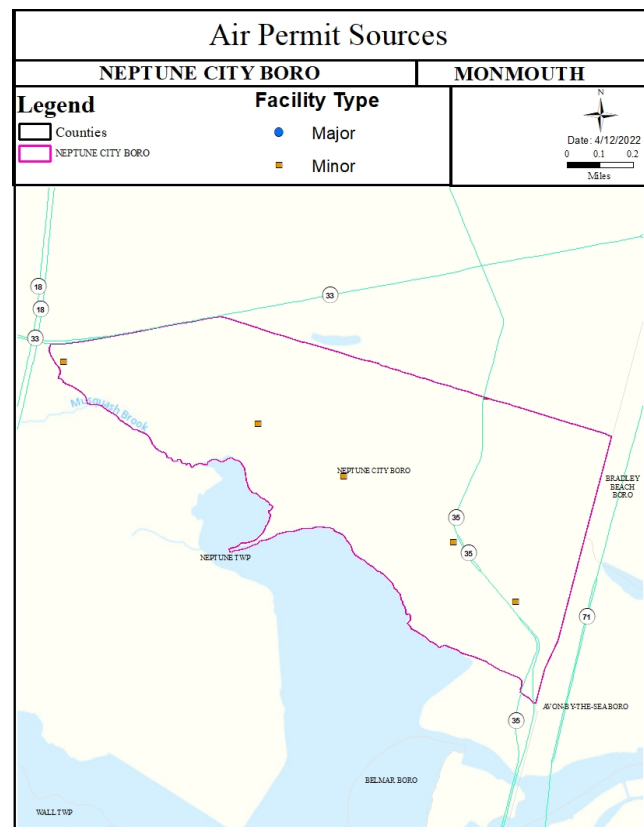 Air Permit Sources
NEPTUNE CITY BORO
MONMOUTH
Legend
Counties
NEPTUNE CITY BORO
Facility Type
Major
Minor
N
Date: 4/12/2022
0 0.1 0.2
Miles
18
18
33
33
Musquash Brook
NEPTUNE CITY BORO
BRADLEY
BEACH
BORO
35
35
NEPTUNE TWP
71
AVON-BY-THE-SEA BORO
35
BELMAR BORO
WALL TWP